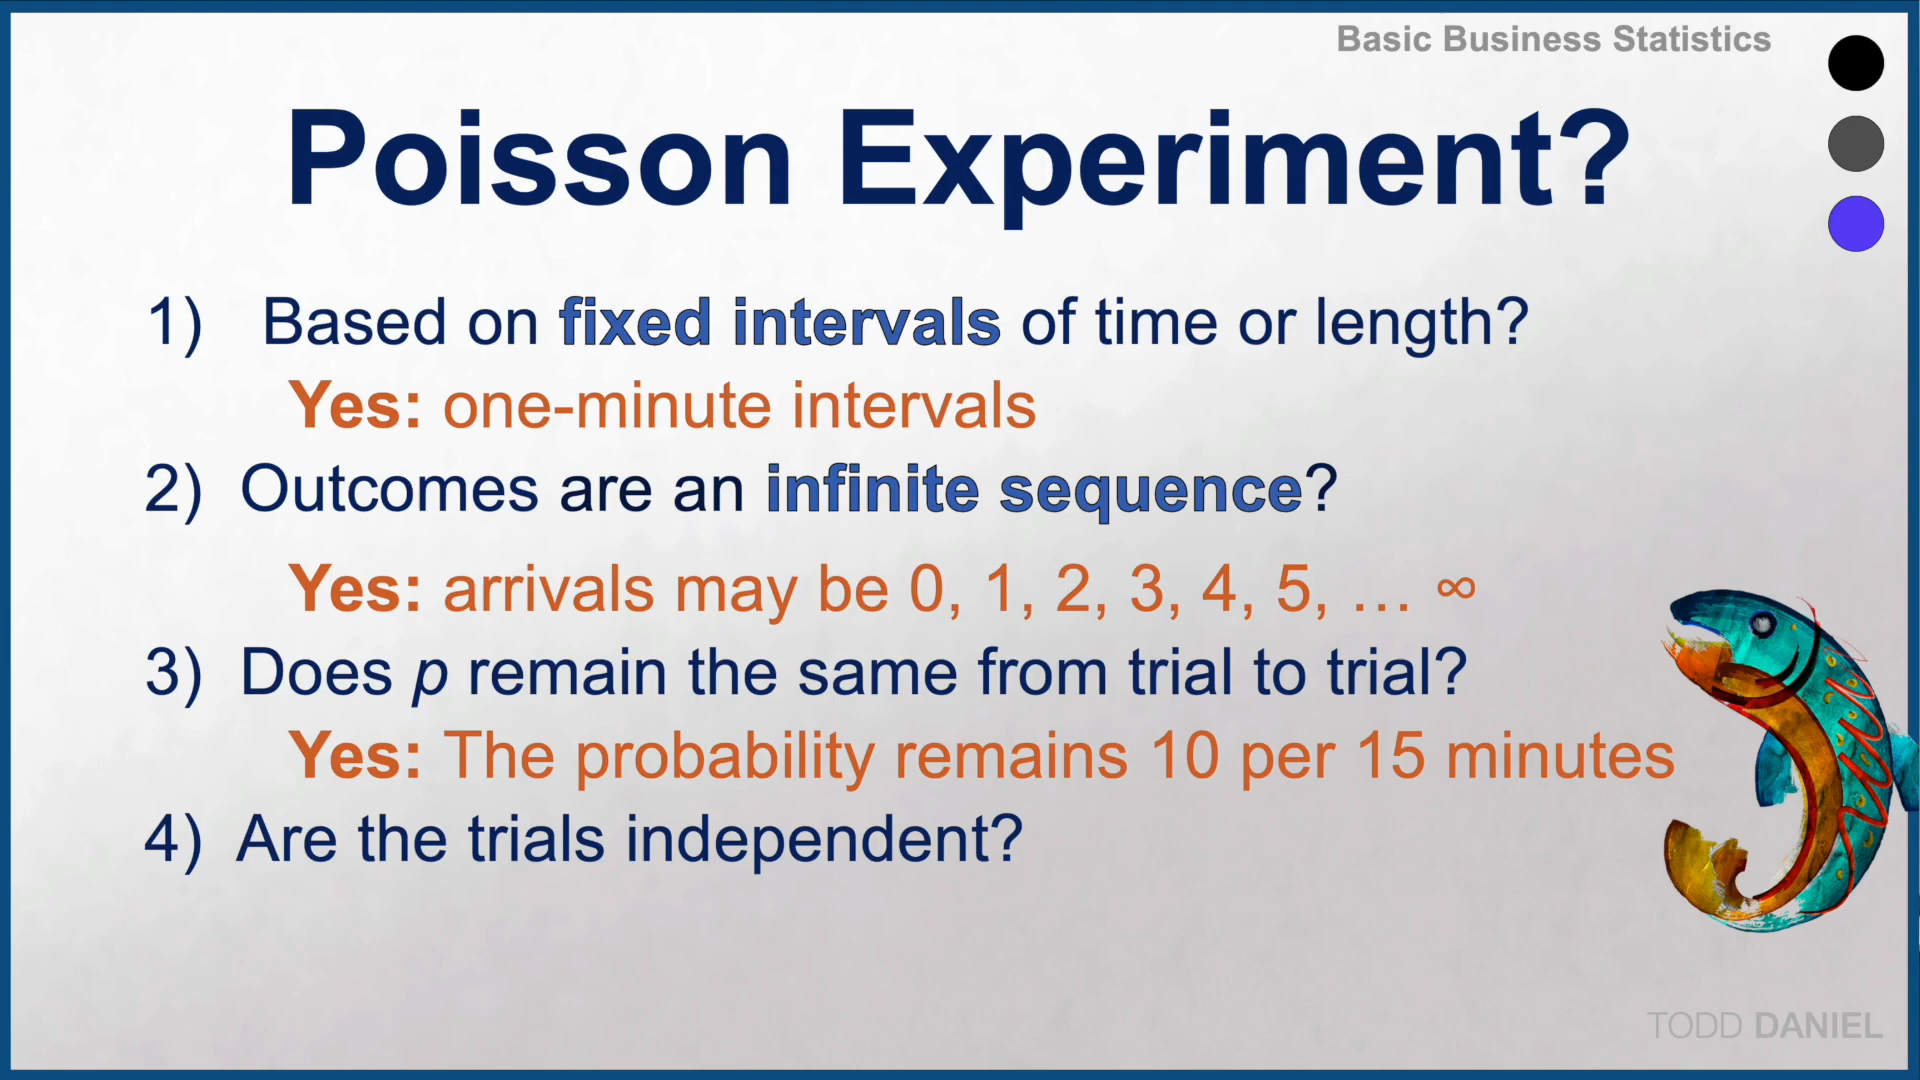 Basic Business Statistics
Poisson Experiment?
1) Based on fixed intervals of time or length?
Yes: one-minute intervals
2) Outcomes are an infinite sequence?
Yes: arrivals may be 0, 1, 2, 3, 4, 5, … ∞
3) Does p remain the same from trial to trial?
Yes: The probability remains 10 per 15 minutes
4) Are the trials independent?
TODD DANIEL